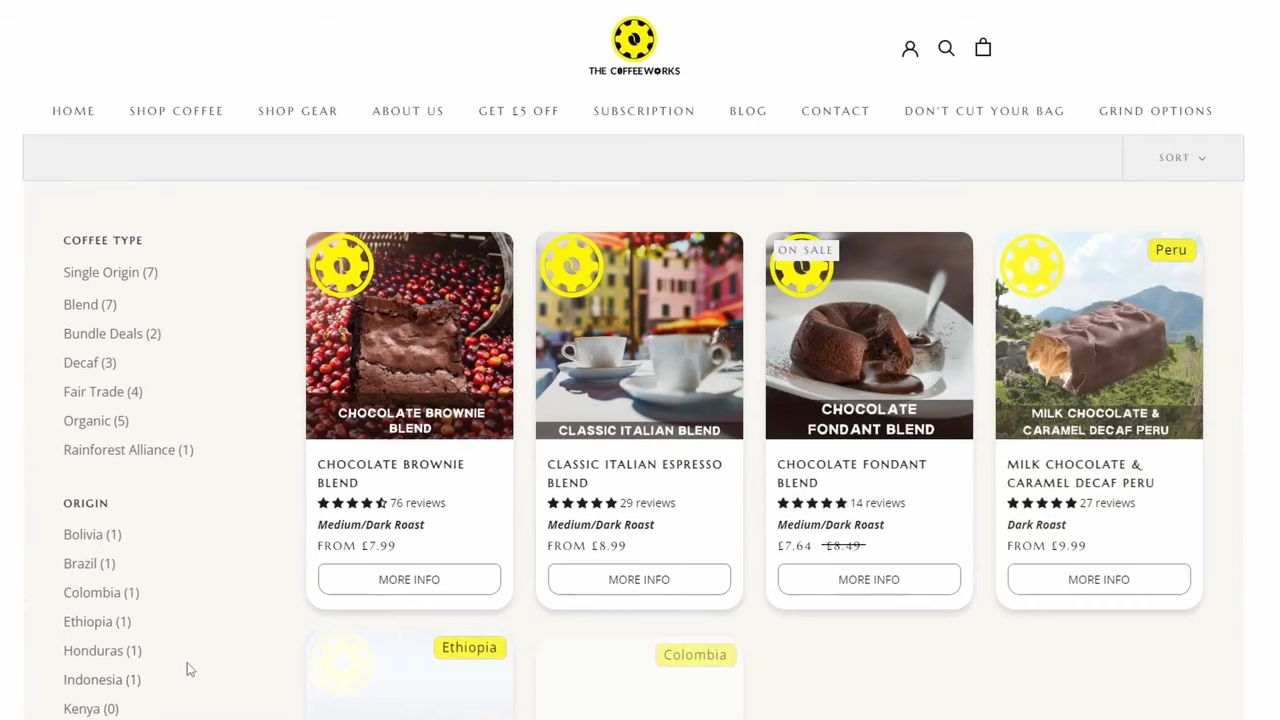 THE COFFEEWORKS
HOME
SHOP COFFEE
SHOP GEAR
ABOUT US
GET £5 OFF
SUBSCRIPTION
BLOG
CONTACT
DON'T CUT YOUR BAG
GRIND OPTIONS
SORT
COFFEE TYPE
Single Origin (7)
Blend (7)
Bundle Deals (2)
Decaf (3)
Fair Trade (4)
Organic (5)
Rainforest Alliance (1)
ORIGIN
Bolivia (1)
Brazil (1)
Colombia (1)
Ethiopia (1)
Honduras (1)
Indonesia (1)
Kenya (0)
CHOCOLATE BROWNIE
BLEND
CHOCOLATE BROWNIE
BLEND
76 reviews
Medium/Dark Roast
FROM £7.99
MORE INFO
CLASSIC ITALIAN BLEND
CLASSIC ITALIAN ESPRESSO
BLEND
29 reviews
Medium/Dark Roast
FROM £8.99
MORE INFO
ON SALE
CHOCOLATE
FONDANT BLEND
CHOCOLATE FONDANT
BLEND
14 reviews
Medium/Dark Roast
£7.64 £8.49
MORE INFO
Peru
MILK CHOCOLATE &
CARAMEL DECAF PERU
MILK CHOCOLATE &
CARAMEL DECAF PERU
27 reviews
Dark Roast
FROM £9.99
MORE INFO
Ethiopia
Colombia